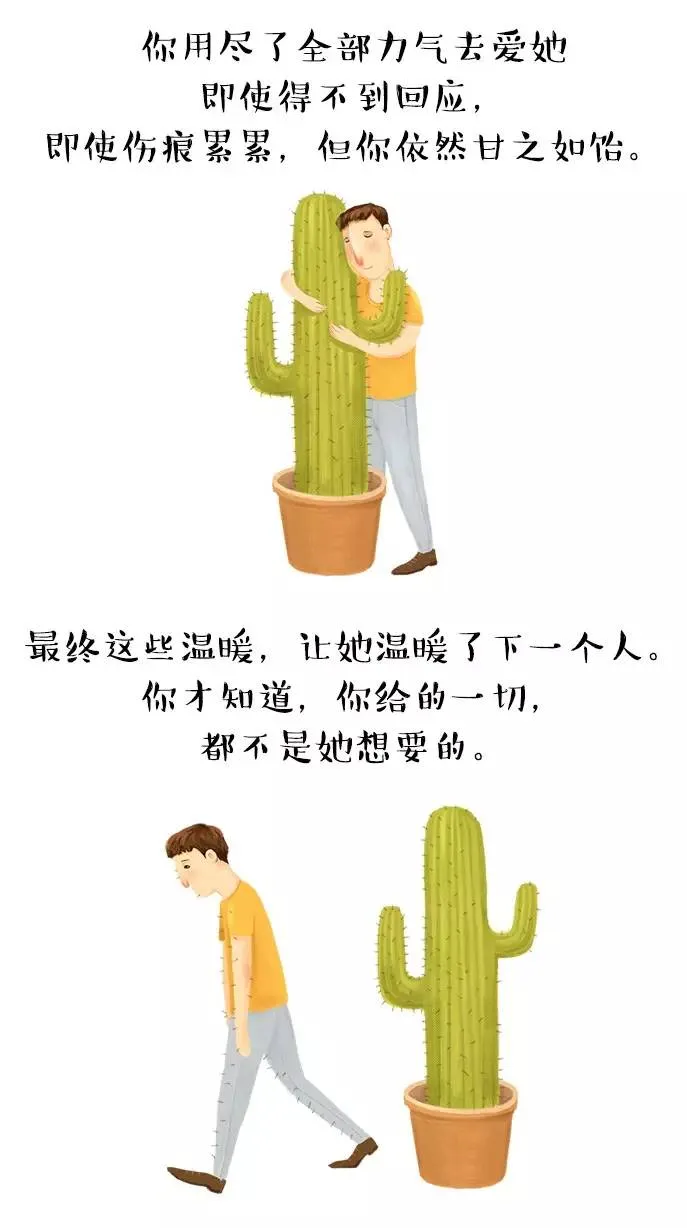 你用尽了全部力气去爱她
即使得不到回应，
即使伤痕累累，但你依然甘之如饴。
最终这些温暖，让她温暖了下一个人。
你才知道，你给的一切，
都不是她想要的。